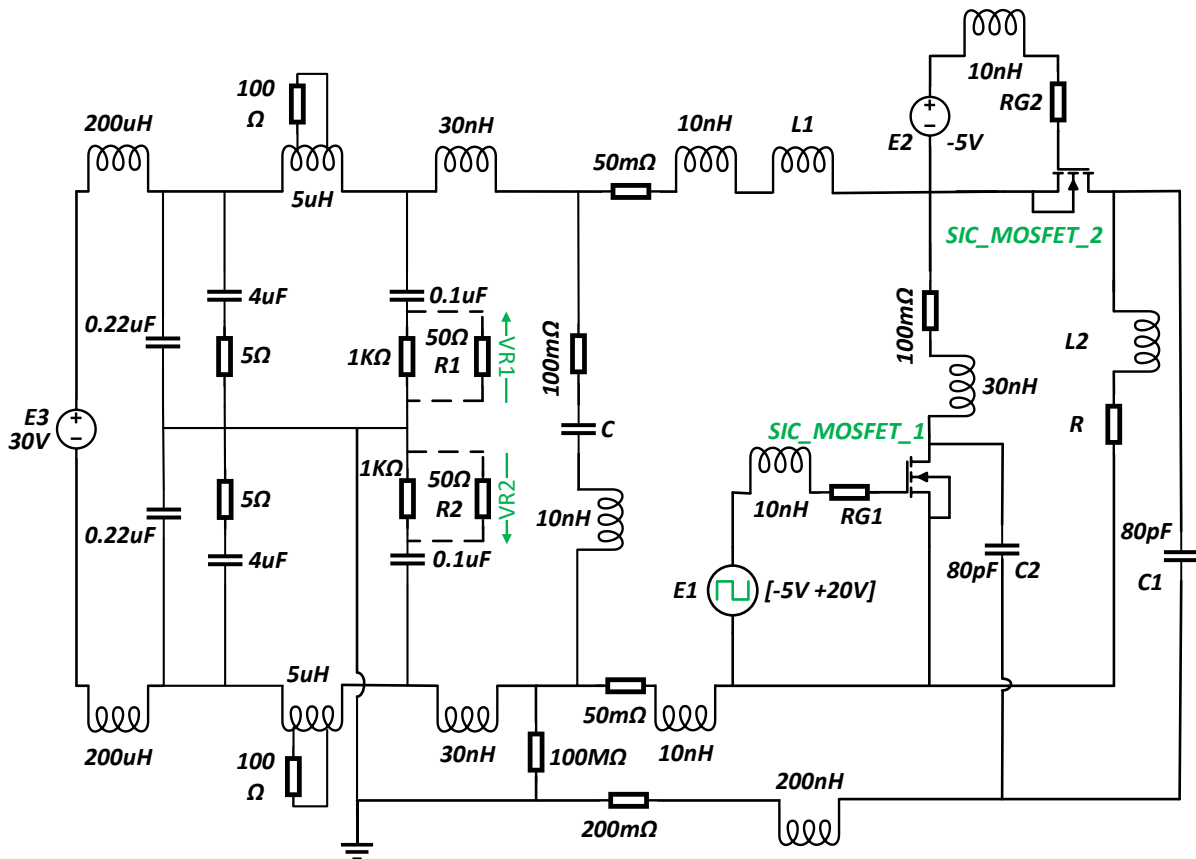 10nH
100
Ω
RG2
200uH
30nH
10nH
L1
E2
-5V
50mΩ
5uH
SIC_MOSFET_2
4uF
0.1uF
0.22uF
100mΩ
5Ω
1KΩ
50Ω
R1
VR1
100mΩ
L2
30nH
E3
30V
C
SIC_MOSFET_1
R
1KΩ
50Ω
R2
VR2
5Ω
10nH
10nH
RG1
0.22uF
4uF
0.1uF
80pF
C2
80pF
C1
E1
[-5V +20V]
5uH
50mΩ
200uH
30nH
10nH
100MΩ
100
Ω
200nH
200mΩ